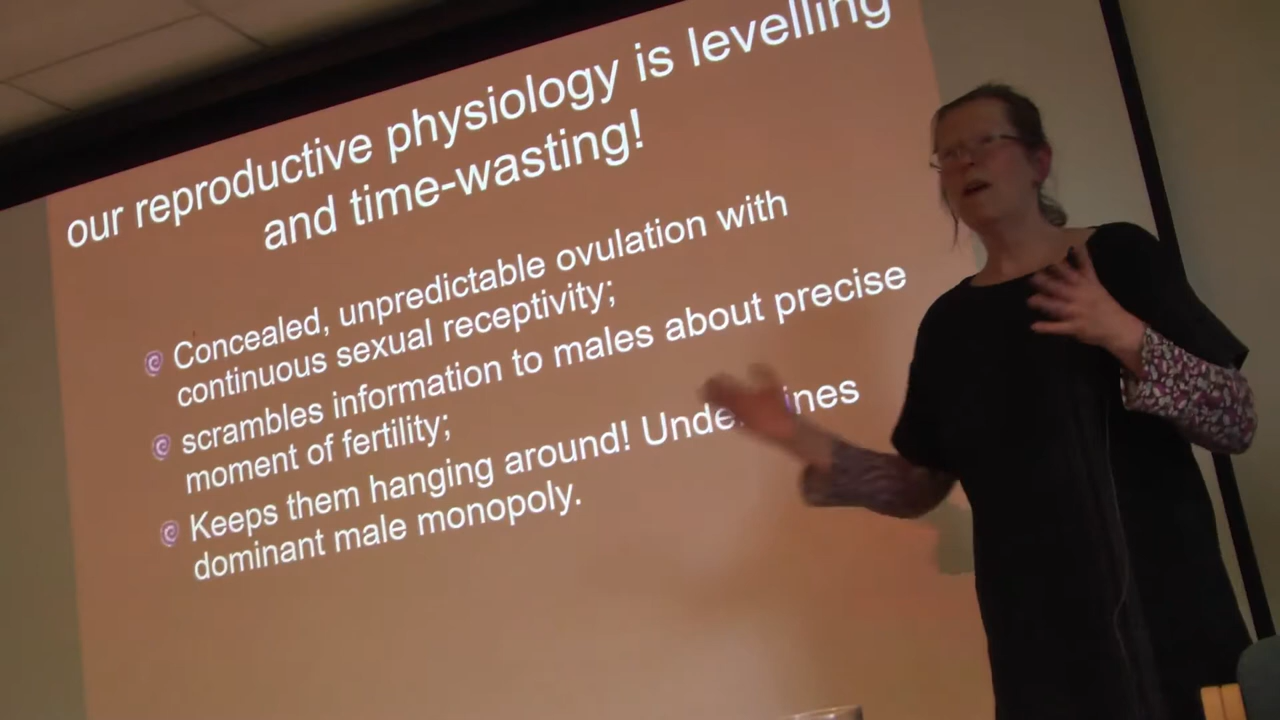 our reproductive physiology is levelling
and time-wasting!
Concealed, unpredictable ovulation with
continuous sexual receptivity;
scrambles information to males about precise
moment of fertility;
Keeps them hanging around! Undermines
dominant male monopoly.